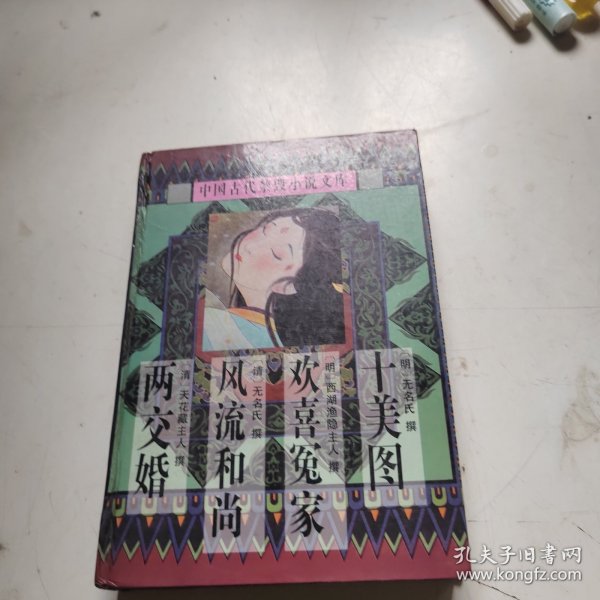 中国古代禁毁小说文库
十美图
〔明〕无名氏 撰
欢喜冤家
〔明〕西湖渔隐主人 撰
风流和尚
〔清〕无名氏 撰
两交婚
〔清〕天花藏主人 撰
孔夫子旧书网
www.kongfz.com